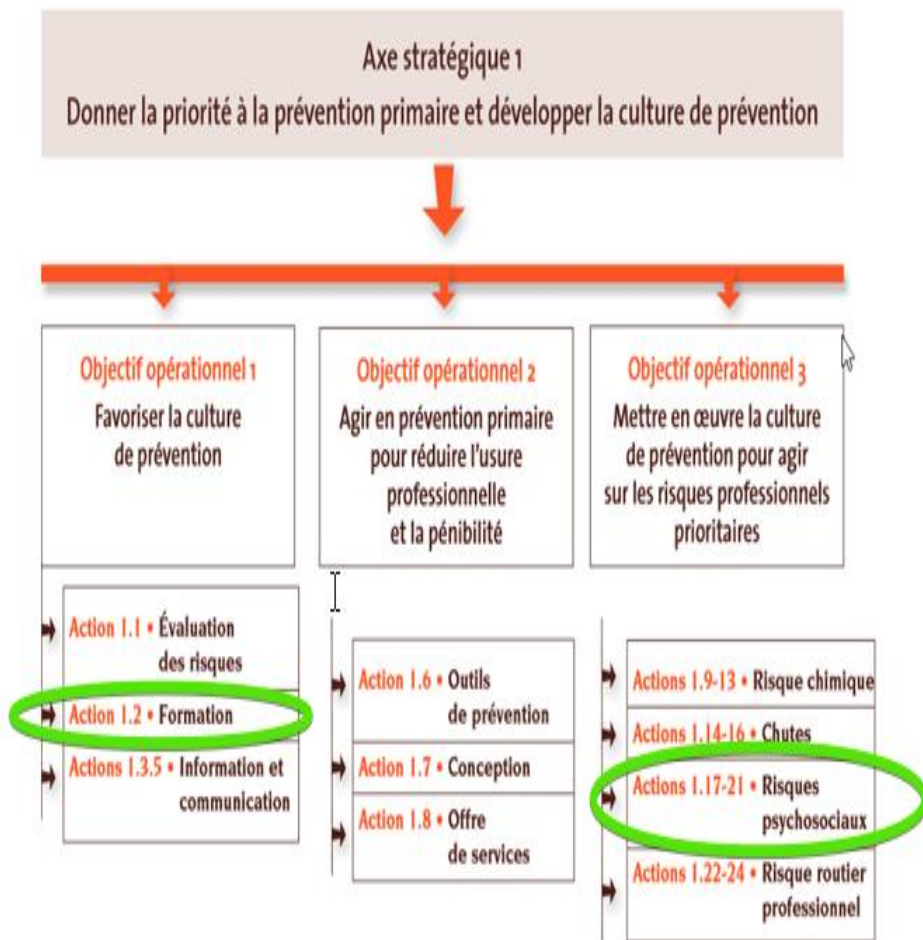 Axe stratégique 1
Donner la priorité à la prévention primaire et développer la culture de prévention
Objectif opérationnel 1
Favoriser la culture
de prévention
Objectif opérationnel 2
Agir en prévention primaire
pour réduire l'usure
professionnelle
et la pénibilité
Objectif opérationnel 3
Mettre en œuvre la culture
de prévention pour agir
sur les risques professionnels
prioritaires
Action 1.1 • Évaluation
des risques
Action 1.2 • Formation
Actions 1.3.5 • Information et
communication
Action 1.6 • Outils
de prévention
Action 1.7 • Conception
Action 1.8 • Offre
de services
Actions 1.9-13 • Risque chimique
Actions 1.14-16 • Chutes
Actions 1.17-21 • Risques
psychosociaux
Actions 1.22-24 • Risque routier
professionnel